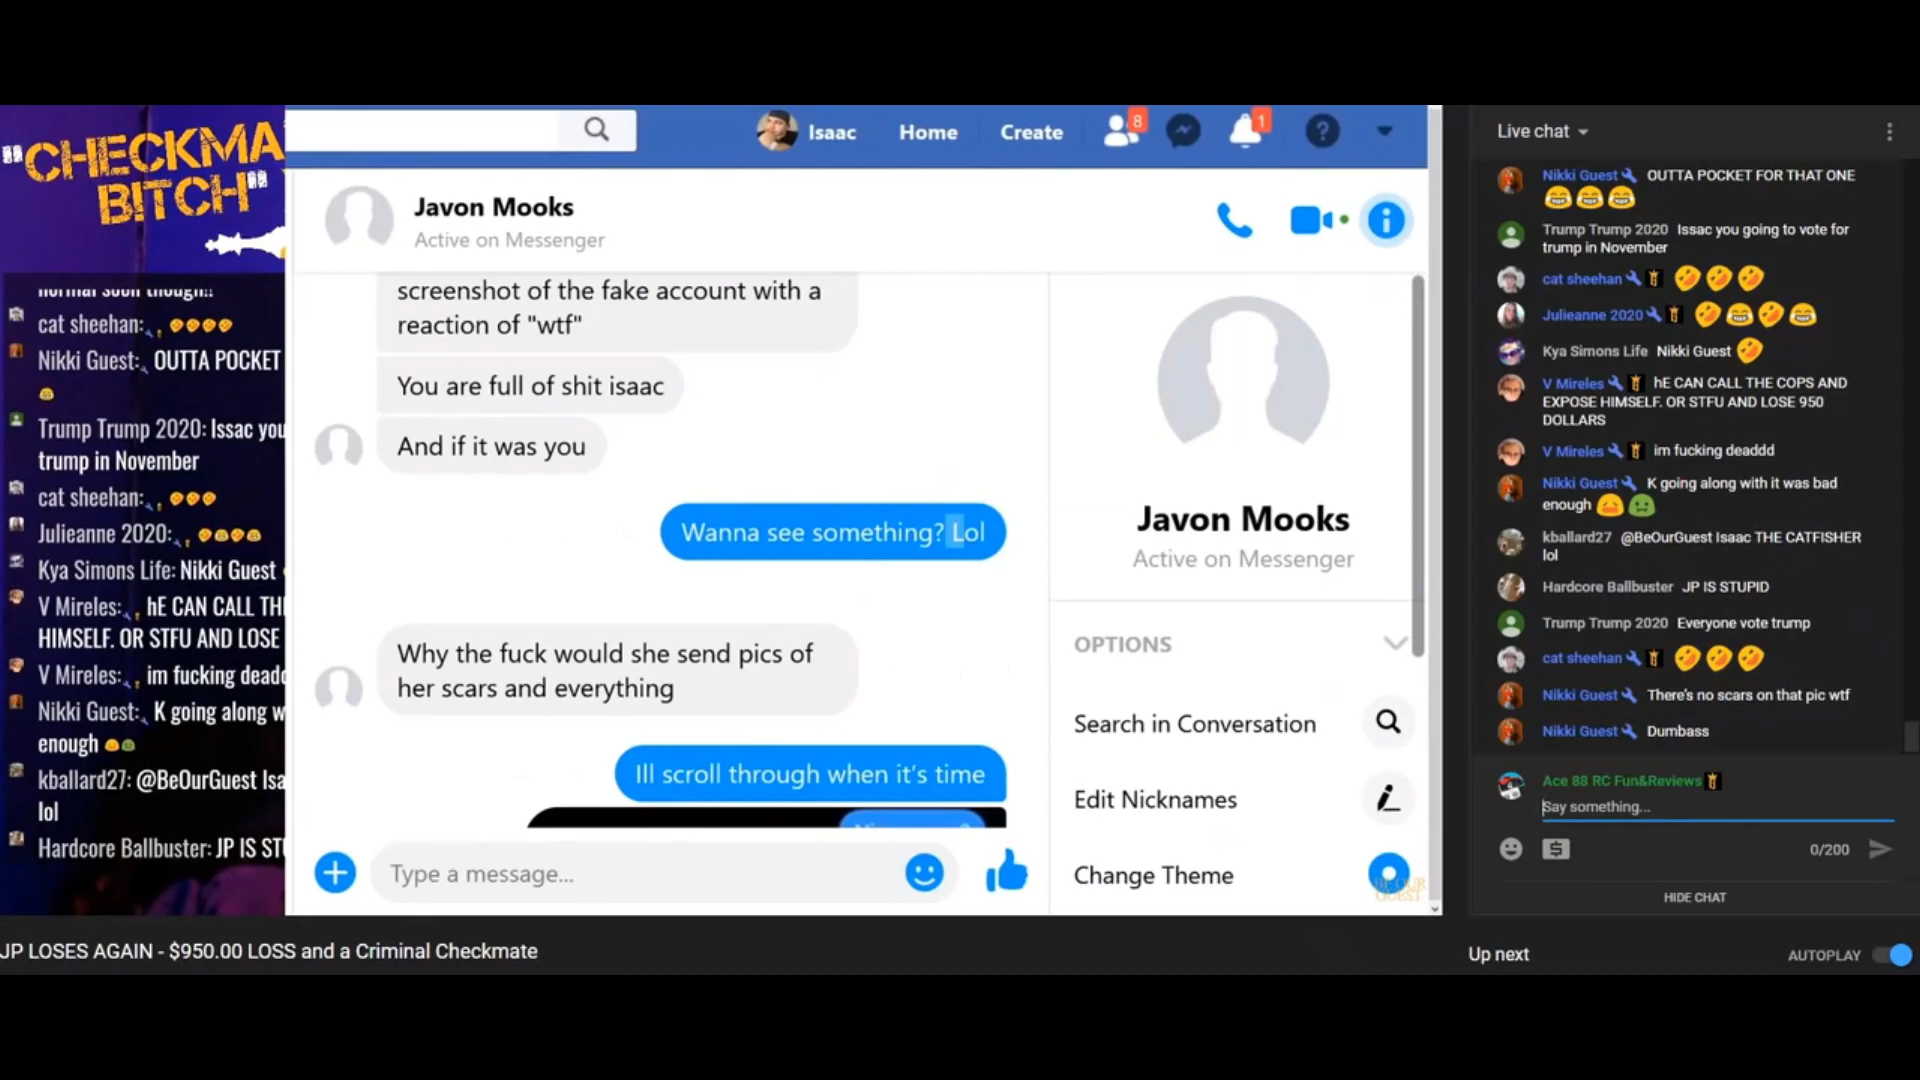 "CHECKMA
BITCH"
normal soon though!!
cat sheehan:
Nikki Guest: OUTTA POCKET
Trump Trump 2020: Issac you
trump in November
cat sheehan:
Julieanne 2020:
Kya Simons Life: Nikki Guest
V Mireles: hE CAN CALL THE
HIMSELF. OR STFU AND LOSE
V Mireles: im fucking deadd
Nikki Guest: K going along w
enough
kballard27: @BeOurGuest Isa
lol
Hardcore Ballbuster: JP IS STU
Isaac
Home
Create
8
1
Javon Mooks
Active on Messenger
screenshot of the fake account with a
reaction of "wtf"
You are full of shit isaac
And if it was you
Wanna see something? Lol
Why the fuck would she send pics of
her scars and everything
Ill scroll through when it's time
Type a message...
Javon Mooks
Active on Messenger
OPTIONS
Search in Conversation
Edit Nicknames
Change Theme
BE OUR
GUEST
Live chat
Nikki Guest OUTTA POCKET FOR THAT ONE
Trump Trump 2020 Issac you going to vote for
trump in November
cat sheehan
Julieanne 2020
Kya Simons Life Nikki Guest
V Mireles hE CAN CALL THE COPS AND
EXPOSE HIMSELF. OR STFU AND LOSE 950
DOLLARS
V Mireles im fucking deaddd
Nikki Guest K going along with it was bad
enough
kballard27 @BeOurGuest Isaac THE CATFISHER
lol
Hardcore Ballbuster JP IS STUPID
Trump Trump 2020 Everyone vote trump
cat sheehan
Nikki Guest There's no scars on that pic wtf
Nikki Guest Dumbass
Ace 88 RC Fun&Reviews
Say something...
0/200
HIDE CHAT
JP LOSES AGAIN - $950.00 LOSS and a Criminal Checkmate
Up next
AUTOPLAY